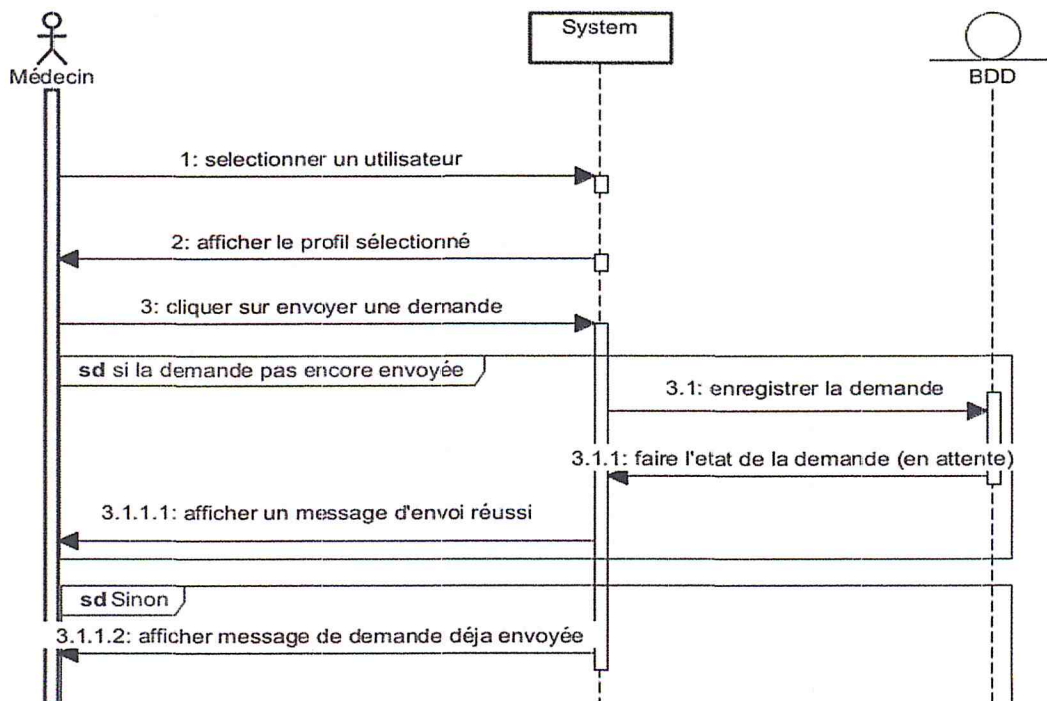 System
Médecin
BDD
1: selectionner un utilisateur
2: afficher le profil sélectionné
3: cliquer sur envoyer une demande
sd si la demande pas encore envoyée
3.1: enregistrer la demande
3.1.1: faire l'etat de la demande (en attente)
3.1.1.1: afficher un message d'envoi réussi
sd Sinon
3.1.1.2: afficher message de demande déja envoyée